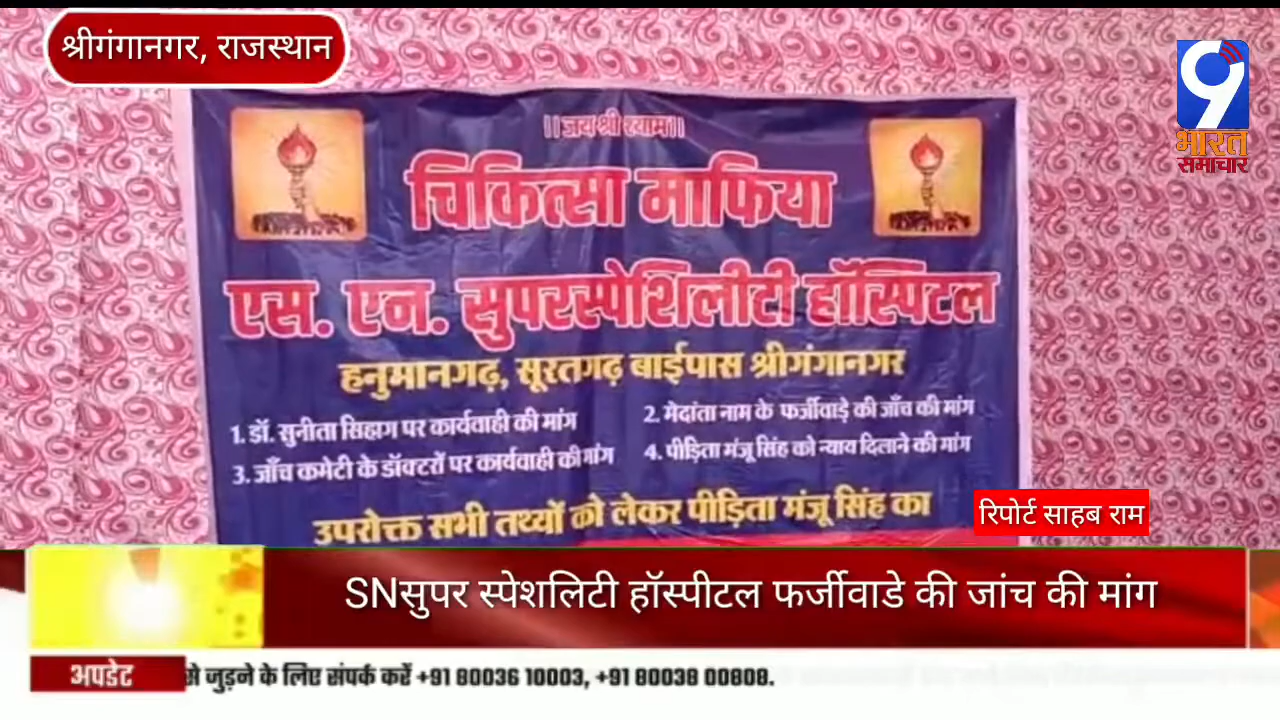 श्रीगंगानगर, राजस्थान
9
भारत
समाचार
||जय श्री श्याम||
चिकित्सा माफिया
एस. एन. सुपरस्पेशिलीटी हॉस्पिटल
हनुमानगढ़, सूरतगढ़ बाईपास श्रीगंगानगर
1. डॉ. सुनीता सिहाग पर कार्यवाही की मांग
2. मेदांता नाम के फर्जीवाड़े की जाँच की मांग
3. जाँच कमेटी के डॉक्टरों पर कार्यवाही की मांग
4. पीड़िता मंजू सिंह को न्याय दिलाने की मांग
उपरोक्त सभी तथ्यों को लेकर पीड़िता मंजू सिंह का
रिपोर्ट साहब राम
SNसुपर स्पेशलिटी हॉस्पीटल फर्जीवाडे की जांच की मांग
अपडेट
से जुड़ने के लिए संपर्क करें +91 80036 10003, +91 80038 00808.